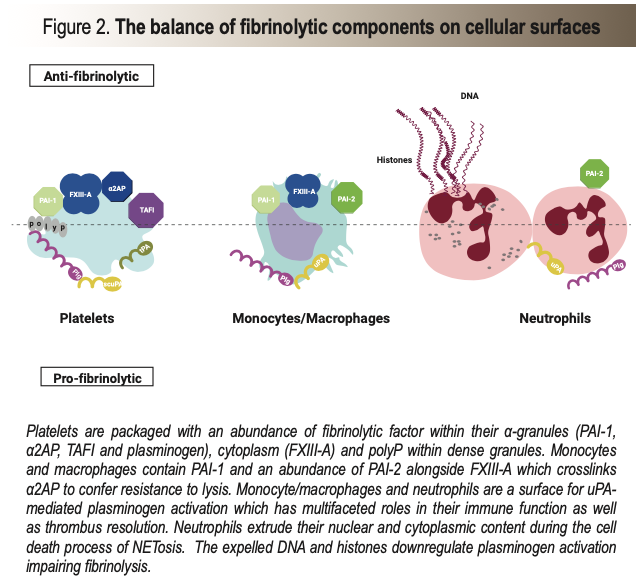 Figure 2. The balance of fibrinolytic components on cellular surfaces
Anti-fibrinolytic
DNA
Histones
PAI-1
FXIII-A
α2AP
TAFI
polyP
Plg
scuPA
tPA
PAI-1
FXIII-A
PAI-2
Plg
uPA
PAI-2
uPA
Plg
Platelets
Monocytes/Macrophages
Neutrophils
Pro-fibrinolytic
Platelets are packaged with an abundance of fibrinolytic factor within their α-granules (PAI-1,
α2AP, TAFI and plasminogen), cytoplasm (FXIII-A) and polyP within dense granules. Monocytes
and macrophages contain PAI-1 and an abundance of PAI-2 alongside FXIII-A which crosslinks
α2AP to confer resistance to lysis. Monocyte/macrophages and neutrophils are a surface for uPA-
mediated plasminogen activation which has multifaceted roles in their immune function as well
as thrombus resolution. Neutrophils extrude their nuclear and cytoplasmic content during the cell
death process of NETosis. The expelled DNA and histones downregulate plasminogen activation
impairing fibrinolysis.